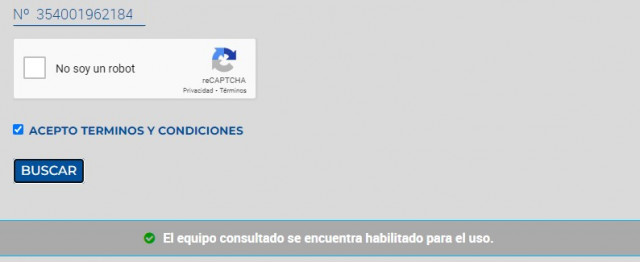 Nº 354001962184
No soy un robot
reCAPTCHA
Privacidad - Términos
ACEPTO TERMINOS Y CONDICIONES
BUSCAR
El equipo consultado se encuentra habilitado para el uso.